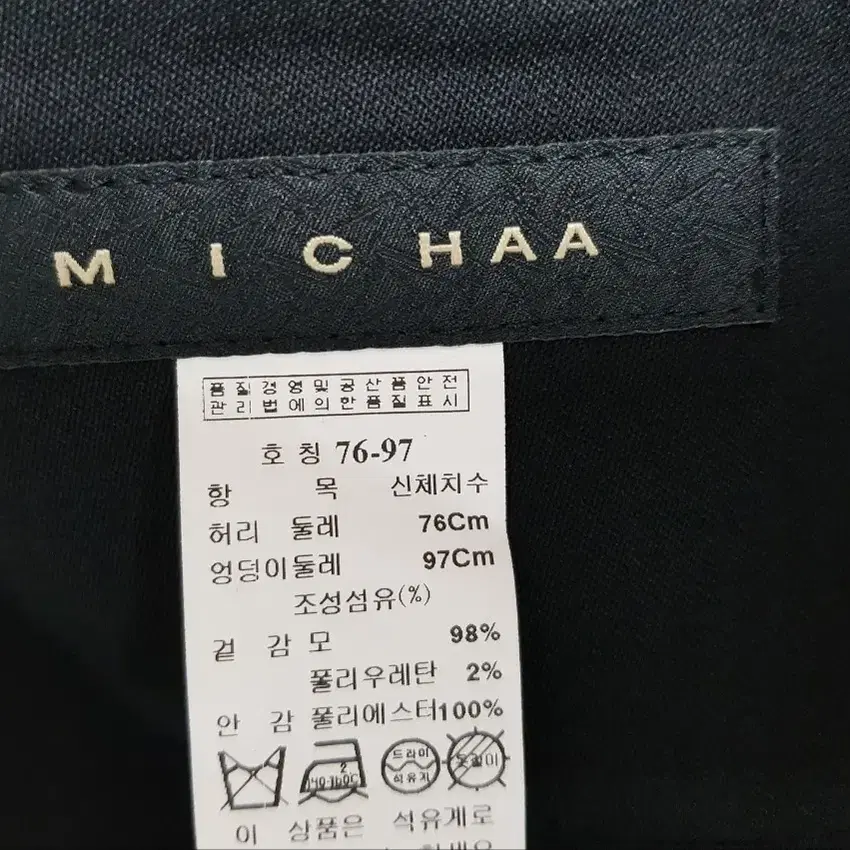 MICHAA
품질경영및공산품안전
관리법에의한품질표시
호칭 76-97
항 목 신체치수
허리 둘레 76Cm
엉덩이둘레 97Cm
조성섬유(%)
겉 감 모 98%
폴리우레탄 2%
안 감 폴리에스터100%
드라이
석유계
이 상품은 석유계로